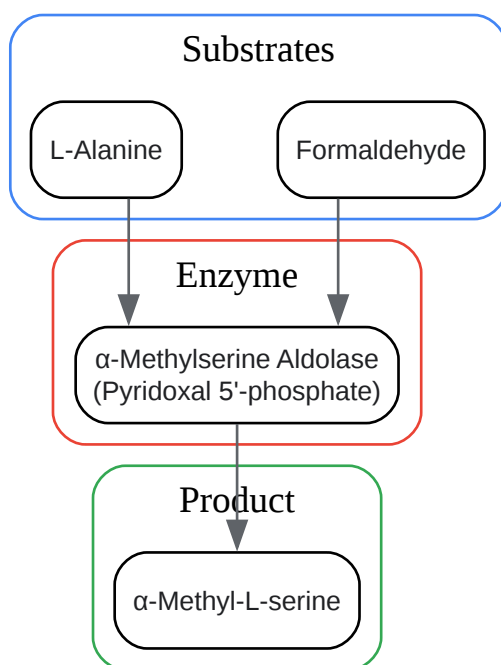 Substrates
L-Alanine
Formaldehyde
Enzyme
α-Methylserine Aldolase
(Pyridoxal 5'-phosphate)
Product
α-Methyl-L-serine